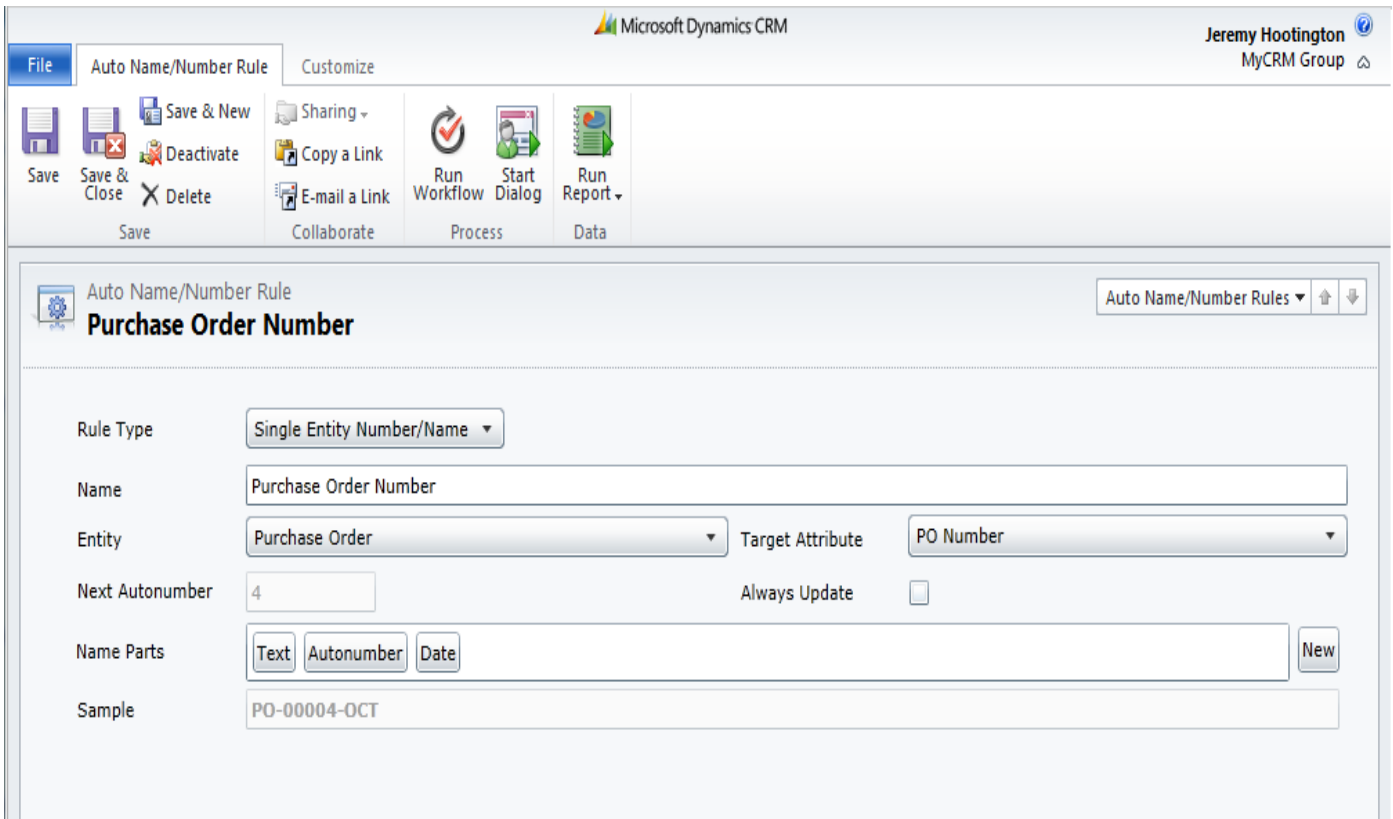 Microsoft Dynamics CRM
Jeremy Hootington
MyCRM Group
File
Auto Name/Number Rule
Customize
Save
Save &
Close
Save & New
Deactivate
Delete
Save
Sharing
Copy a Link
E-mail a Link
Collaborate
Run
Workflow
Start
Dialog
Process
Run
Report
Data
Auto Name/Number Rule
Purchase Order Number
Auto Name/Number Rules
Rule Type
Single Entity Number/Name
Name
Purchase Order Number
Entity
Purchase Order
Target Attribute
PO Number
Next Autonumber
4
Always Update
Name Parts
Text
Autonumber
Date
New
Sample
PO-00004-OCT